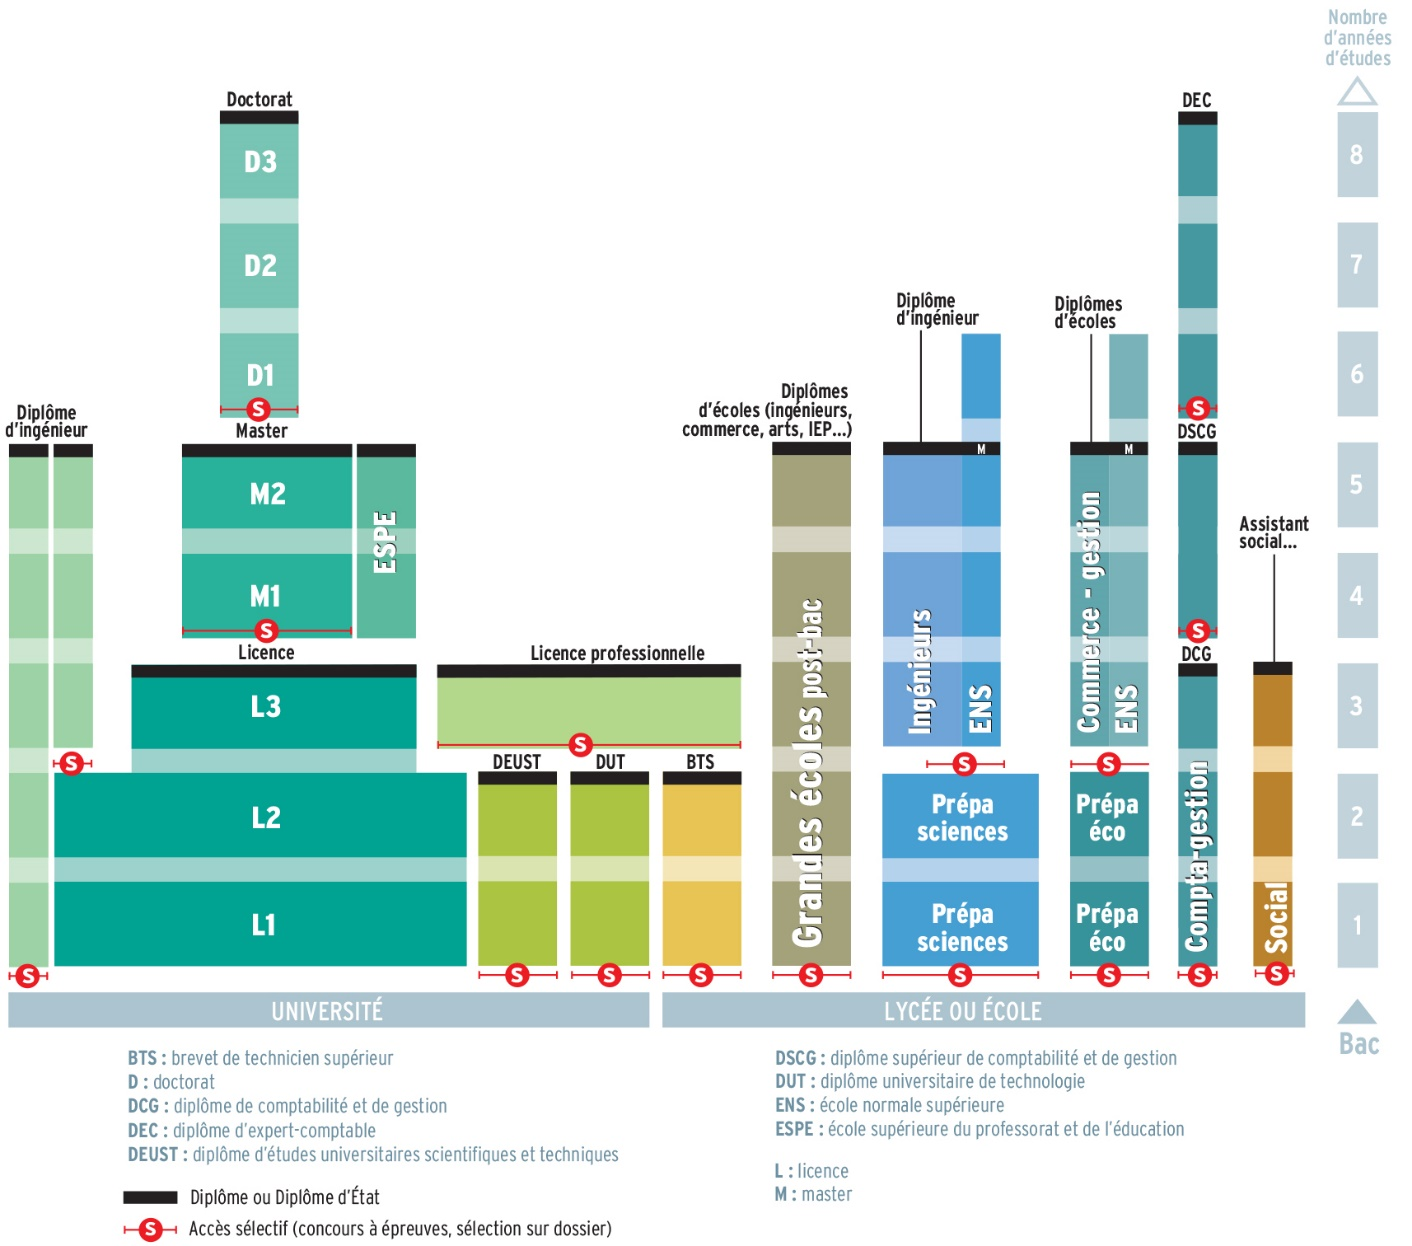 Nombre
d'années
d'études
Doctorat
DEC
D3
8
D2
7
Diplôme
d'ingénieur
Diplômes
d'écoles
D1
6
S
S
Diplômes
d'écoles (ingénieurs,
commerce, arts, IEP...)
Diplôme
d'ingénieur
Master
DSCG
M
M
M2
5
ESPE
Assistant
social...
M1
4
S
S
Licence
Licence professionnelle
DCG
L3
3
Ingénieurs
ENS
Commerce - gestion
ENS
S
S
S
S
DEUST
DUT
BTS
L2
Prépa
sciences
Prépa
éco
2
Grandes écoles post-bac
Compta-gestion
Social
L1
Prépa
sciences
Prépa
éco
1
S
S
S
S
S
S
S
S
S
UNIVERSITÉ
LYCÉE OU ÉCOLE
Bac
BTS : brevet de technicien supérieur
D : doctorat
DCG : diplôme de comptabilité et de gestion
DEC : diplôme d'expert-comptable
DEUST : diplôme d'études universitaires scientifiques et techniques
DSCG : diplôme supérieur de comptabilité et de gestion
DUT : diplôme universitaire de technologie
ENS : école normale supérieure
ESPE : école supérieure du professorat et de l'éducation
L : licence
M : master
Diplôme ou Diplôme d'État
S
Accès sélectif (concours à épreuves, sélection sur dossier)